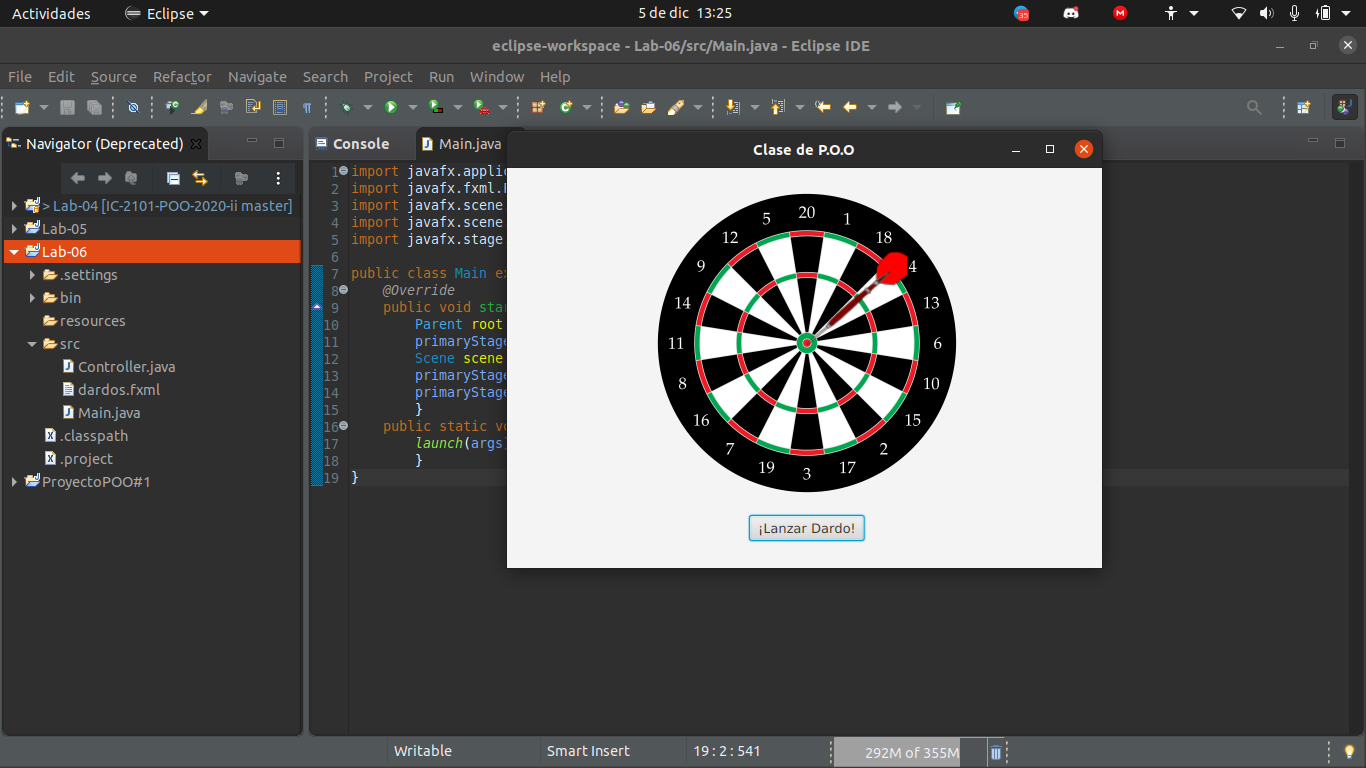 Actividades
Eclipse
5 de dic 13:25
35
M
eclipse-workspace - Lab-06/src/Main.java - Eclipse IDE
File Edit Source Refactor Navigate Search Project Run Window Help
Navigator (Deprecated)
> Lab-04 [IC-2101-POO-2020-ii master]
Lab-05
Lab-06
.settings
bin
resources
src
Controller.java
dardos.fxml
Main.java
.classpath
.project
ProyectoPOO#1
Console
Main.java
1 import javafx.applic
2 import javafx.fxml.
3 import javafx.scene
4 import javafx.scene
5 import javafx.stage
6
7 public class Main ex
8 @Override
9 public void star
10 Parent root
11 primaryStage
12 Scene scene
13 primaryStage
14 primaryStage
15 }
16 public static vo
17 launch(args)
18 }
19 }
Clase de P.O.O
20 1 18 4 13 6 10 15 2 17 3 19 7 16 8 11 14 9 12 5
¡Lanzar Dardo!
Writable
Smart Insert
19 : 2 : 541
292M of 355M